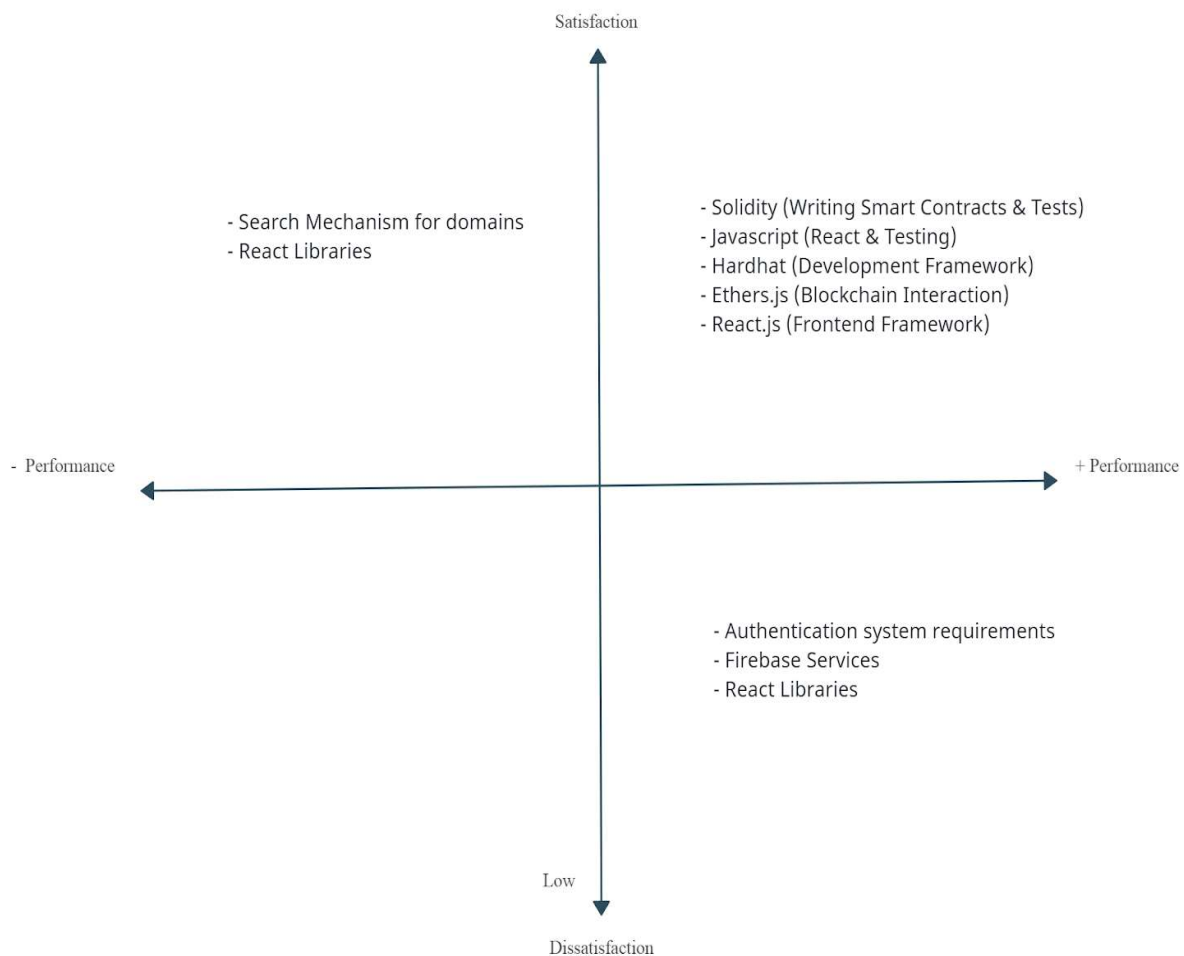 Satisfaction
- Search Mechanism for domains
- React Libraries
- Solidity (Writing Smart Contracts & Tests)
- Javascript (React & Testing)
- Hardhat (Development Framework)
- Ethers.js (Blockchain Interaction)
- React.js (Frontend Framework)
- Performance
+ Performance
- Authentication system requirements
- Firebase Services
- React Libraries
Low
Dissatisfaction